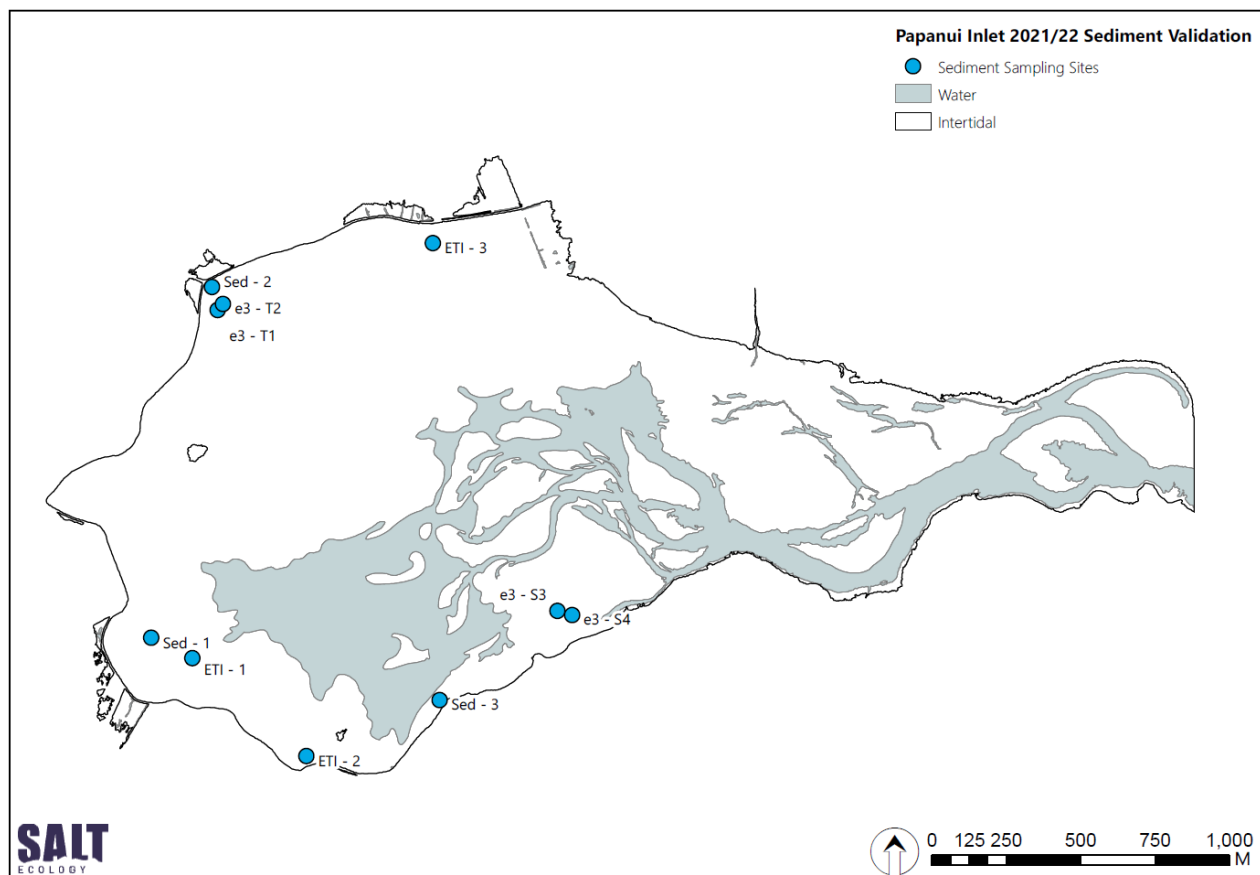 Papanui Inlet 2021/22 Sediment Validation
Sediment Sampling Sites
Water
Intertidal
ETI - 3
Sed - 2
e3 - T2
e3 - T1
e3 - S3
e3 - S4
Sed - 1
ETI - 1
Sed - 3
ETI - 2
SALT
ECOLOGY
0 125 250 500 750 1,000
M